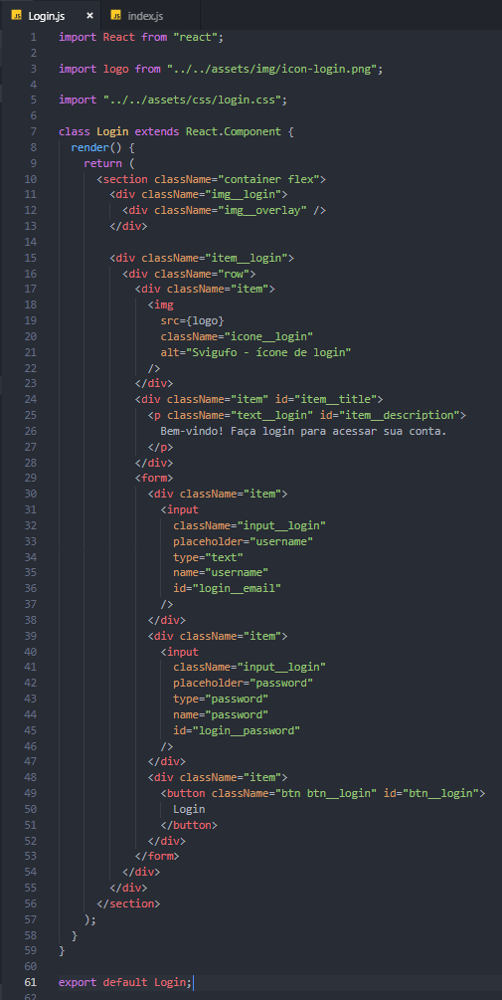 Login.js × index.js
1 import React from "react";
2
3 import logo from "../../assets/img/icon-login.png";
4
5 import "../../assets/css/login.css";
6
7 class Login extends React.Component {
8 render() {
9 return (
10 <section className="container flex">
11 <div className="img__login">
12 <div className="img__overlay" />
13 </div>
14
15 <div className="item__login">
16 <div className="row">
17 <div className="item">
18 <img
19 src={logo}
20 className="icone__login"
21 alt="Svigufo - ícone de login"
22 />
23 </div>
24 <div className="item" id="item__title">
25 <p className="text__login" id="item__description">
26 Bem-vindo! Faça login para acessar sua conta.
27 </p>
28 </div>
29 <form>
30 <div className="item">
31 <input
32 className="input__login"
33 placeholder="username"
34 type="text"
35 name="username"
36 id="login__email"
37 />
38 </div>
39 <div className="item">
40 <input
41 className="input__login"
42 placeholder="password"
43 type="password"
44 name="password"
45 id="login__password"
46 />
47 </div>
48 <div className="item">
49 <button className="btn btn__login" id="btn__login">
50 Login
51 </button>
52 </div>
53 </form>
54 </div>
55 </div>
56 </section>
57 );
58 }
59 }
60
61 export default Login;
62